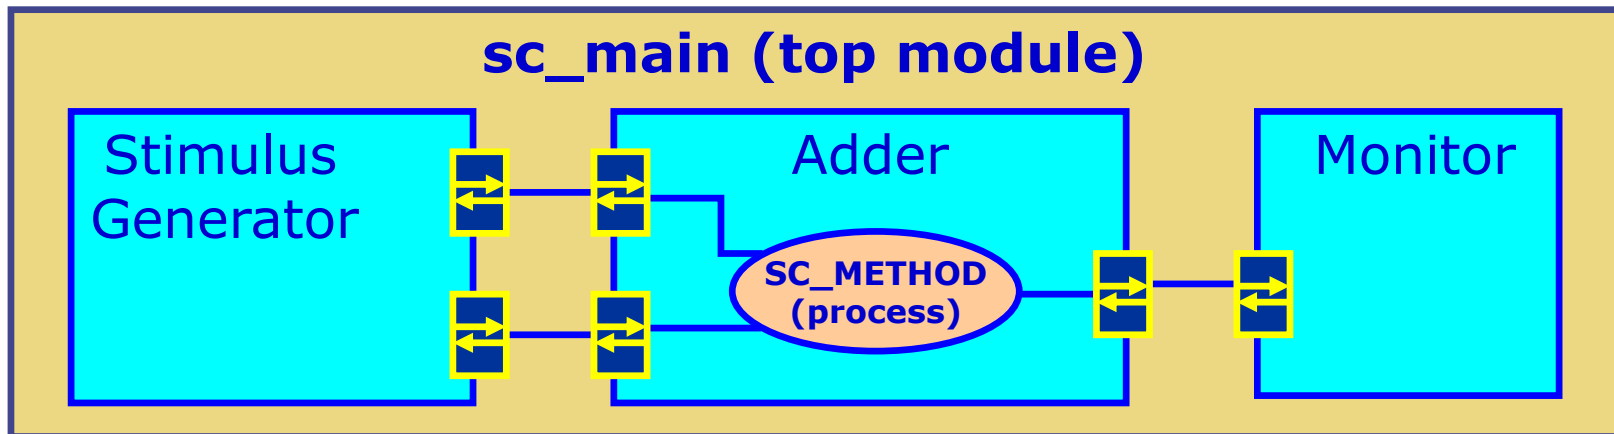 sc_main (top module)
Stimulus
Generator
Adder
Monitor
SC_METHOD
(process)